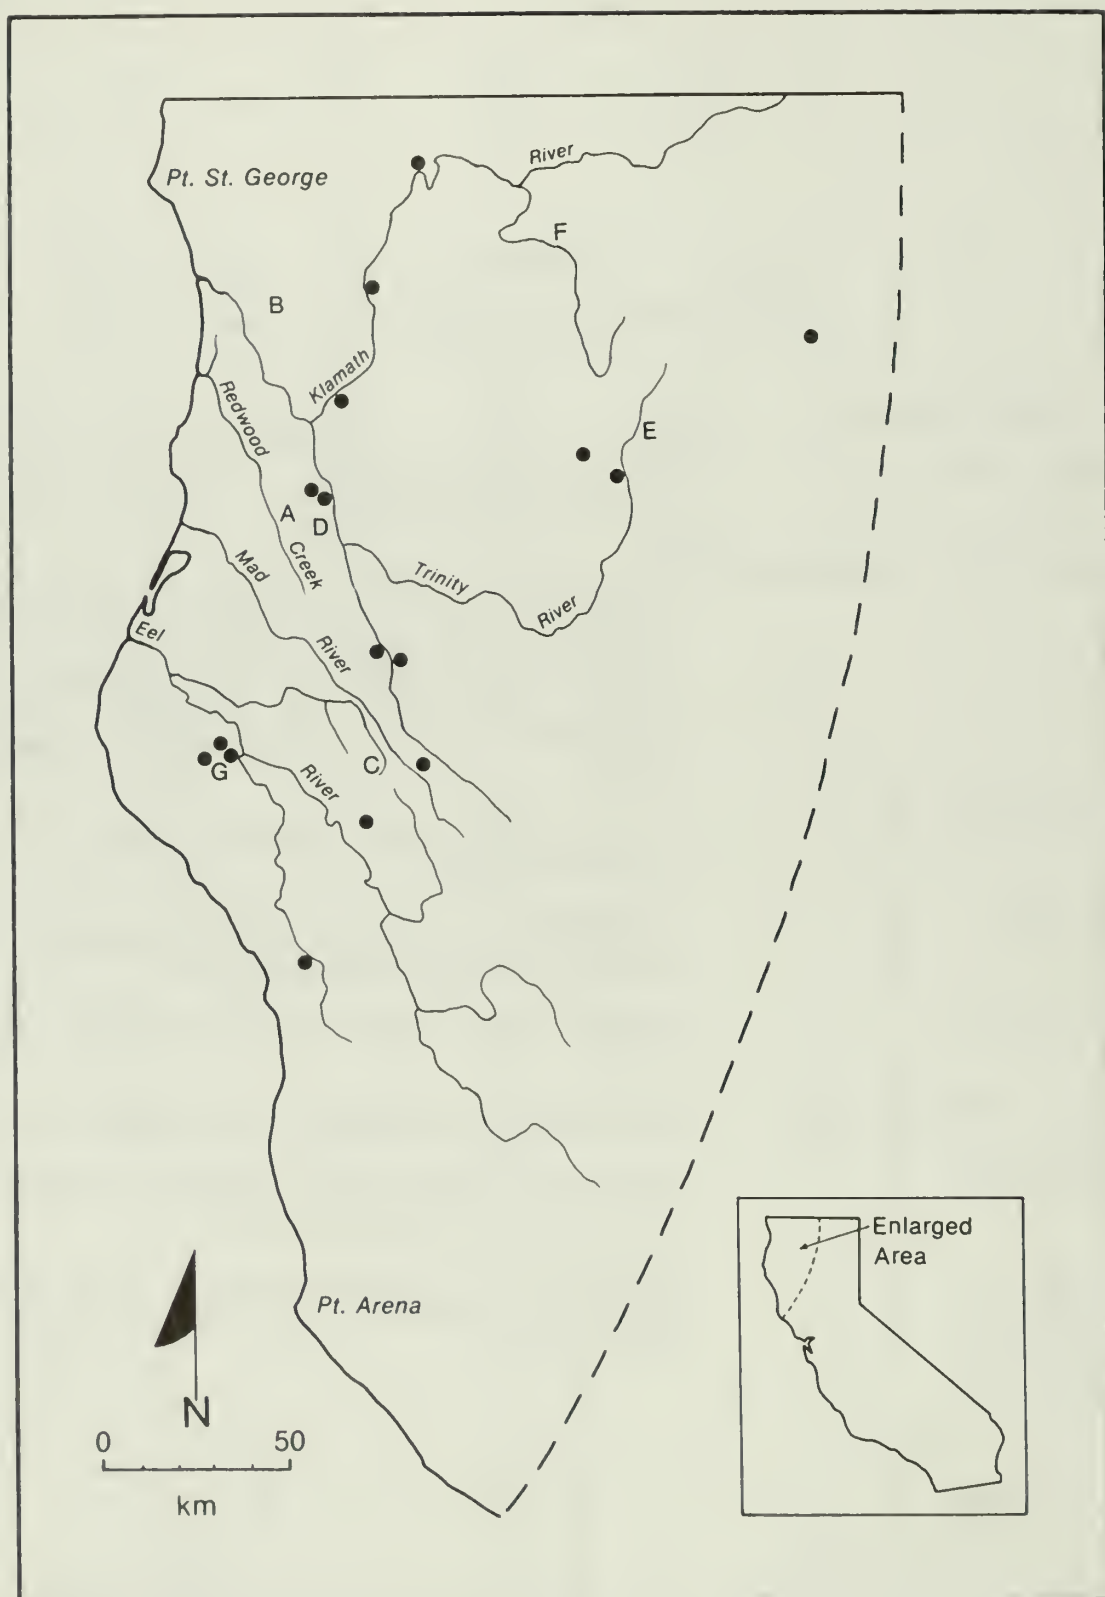 River
Pt. St. George
F
B
Klamath
Redwood
E
A
D
Creek
Mad
Trinity
River
Eel
River
C
G
River
Enlarged
Area
Pt. Arena
N
0 50
km